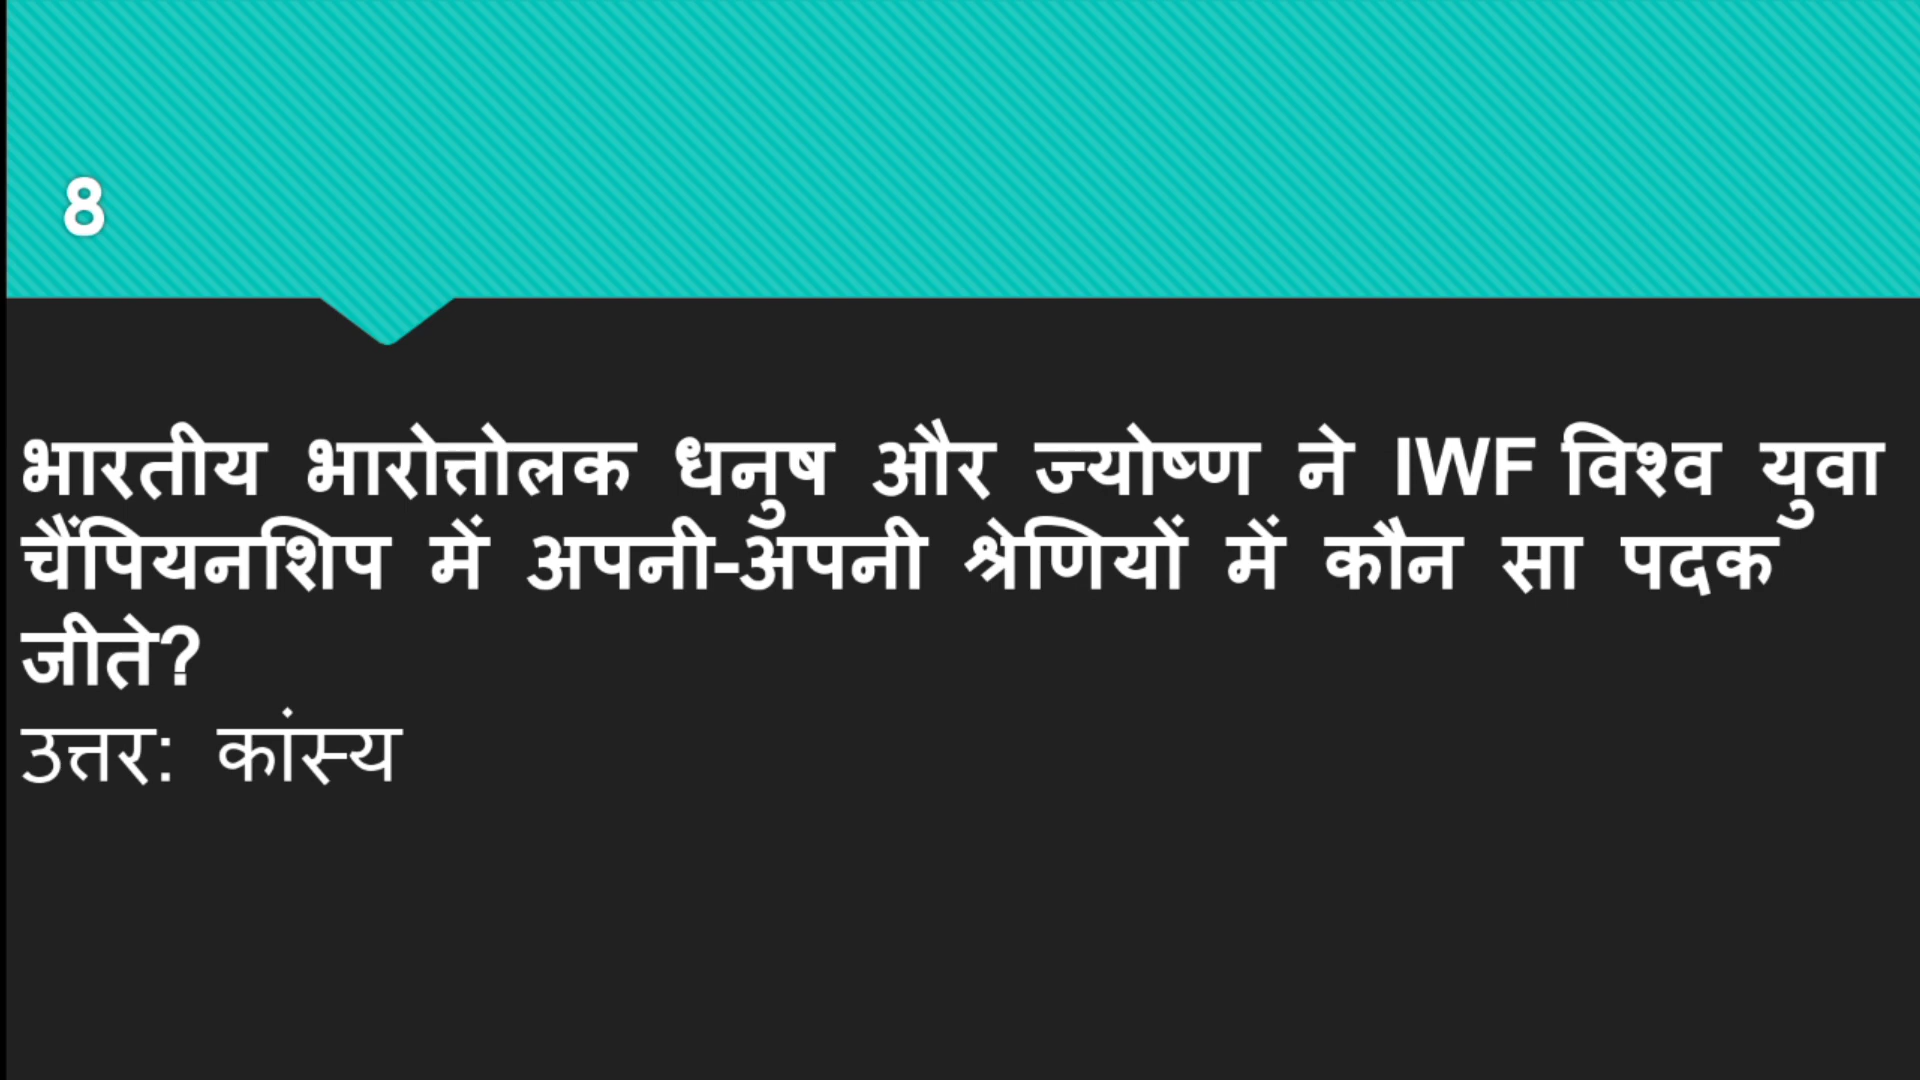 8
भारतीय भारोत्तोलक धनुष और ज्योष्ण ने IWF विश्व युवा
चैंपियनशिप में अपनी-अपनी श्रेणियों में कौन सा पदक
जीते?
उत्तर: कांस्य